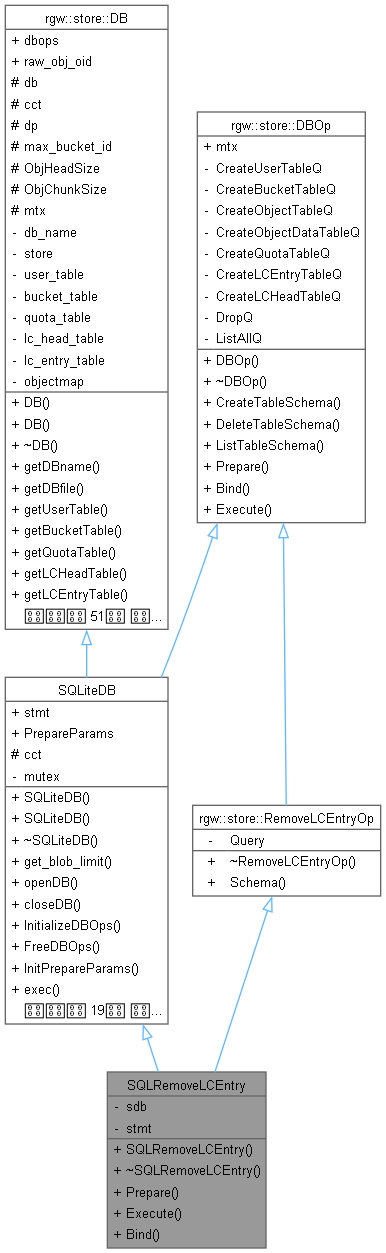 rgw::store::DB
+ dbops
+ raw_obj_oid
# db
# cct
# dp
# max_bucket_id
# ObjHeadSize
# ObjChunkSize
# mtx
- db_name
- store
- user_table
- bucket_table
- quota_table
- lc_head_table
- lc_entry_table
- objectmap
+ DB()
+ DB()
+ ~DB()
+ getDBname()
+ getDBfile()
+ getUserTable()
+ getBucketTable()
+ getQuotaTable()
+ getLCHeadTable()
+ getLCEntryTable()
51 ...
rgw::store::DBOp
+ mtx
- CreateUserTableQ
- CreateBucketTableQ
- CreateObjectTableQ
- CreateObjectDataTableQ
- CreateQuotaTableQ
- CreateLCEntryTableQ
- CreateLCHeadTableQ
- DropQ
- ListAllQ
+ DBOp()
+ ~DBOp()
+ CreateTableSchema()
+ DeleteTableSchema()
+ ListTableSchema()
+ Prepare()
+ Bind()
+ Execute()
SQLiteDB
+ stmt
+ PrepareParams
# cct
- mutex
+ SQLiteDB()
+ SQLiteDB()
+ ~SQLiteDB()
+ get_blob_limit()
+ openDB()
+ closeDB()
+ InitializeDBOps()
+ FreeDBOps()
+ InitPrepareParams()
+ exec()
19 ...
rgw::store::RemoveLCEntryOp
- Query
+ ~RemoveLCEntryOp()
+ Schema()
SQLRemoveLCEntry
- sdb
- stmt
+ SQLRemoveLCEntry()
+ ~SQLRemoveLCEntry()
+ Prepare()
+ Execute()
+ Bind()